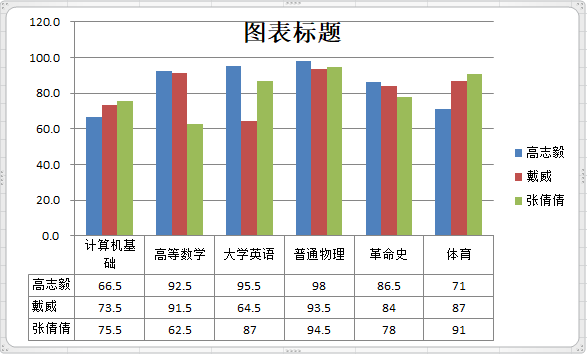 图表标题
120.0
100.0
80.0
60.0
40.0
20.0
0.0
高志毅
戴威
张倩倩
计算机基础 高等数学 大学英语 普通物理 革命史 体育
高志毅 66.5 92.5 95.5 98 86.5 71
戴威 73.5 91.5 64.5 93.5 84 87
张倩倩 75.5 62.5 87 94.5 78 91